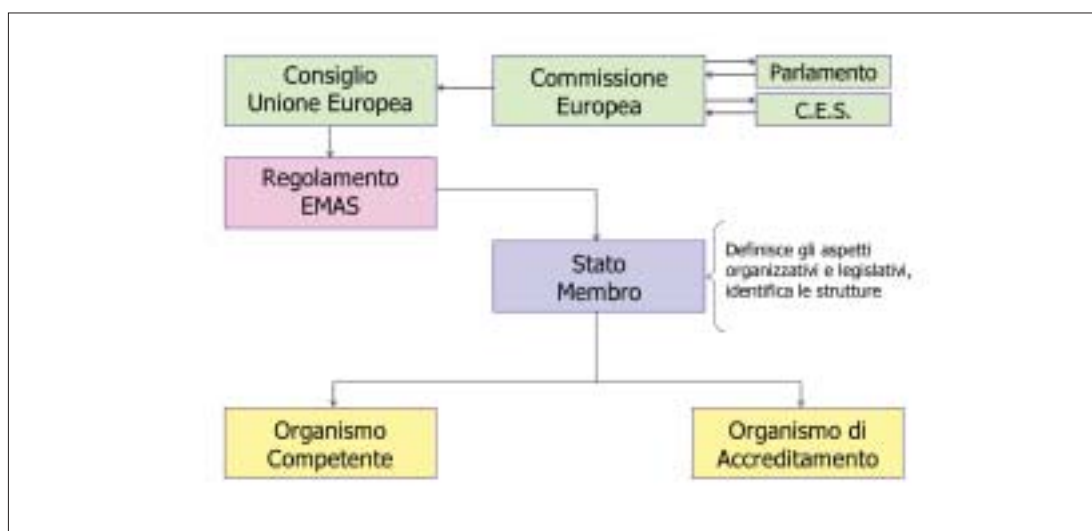 Consiglio
Unione Europea
Commissione
Europea
Parlamento
C.E.S.
Regolamento
EMAS
Stato
Membro
Definisce gli aspetti
organizzativi e legislativi,
identifica le strutture
Organismo
Competente
Organismo di
Accreditamento